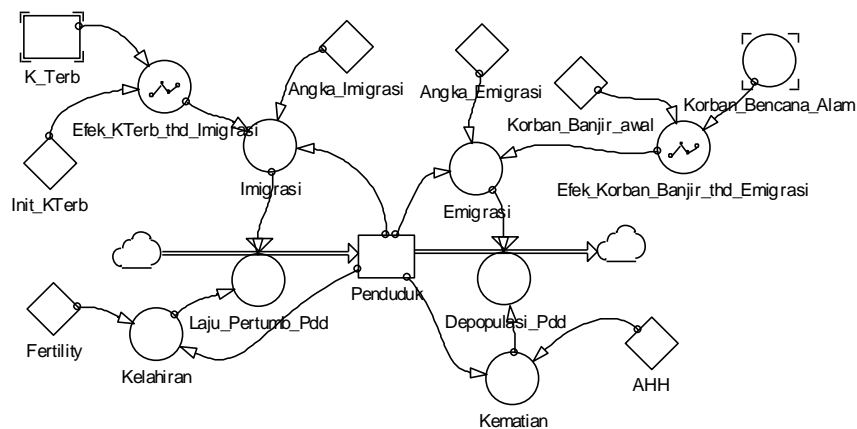 K_Terb
Angka_Imigrasi
Angka_Emigrasi
Korban_Bencana_Alam
Efek_KTerb_thd_Imigrasi
Korban_Banjir_awal
Init_KTerb
Imigrasi
Emigrasi
Efek_Korban_Banjir_thd_Emigrasi
Penduduk
Laju_Pertumb_Pdd
Depopulasi_Pdd
Fertility
Kelahiran
AHH
Kematian